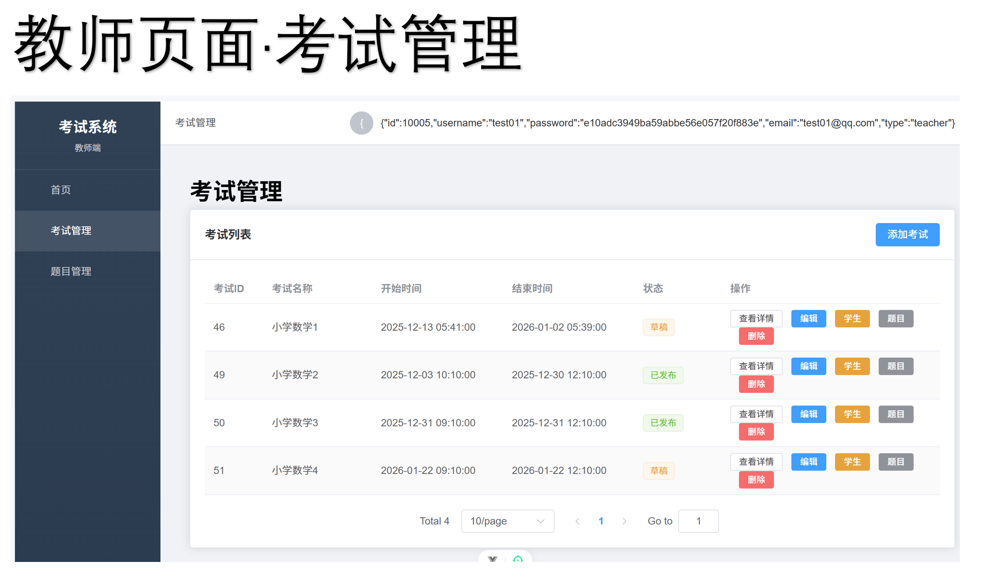 教师页面·考试管理
考试系统
教师端
首页
考试管理
题目管理
考试管理
{
{"id":10005,"username":"test01","password":"e10adc3949ba59abbe56e057f20f883e","email":"test01@qq.com","type":"teacher"}
考试管理
考试列表
添加考试
考试ID 考试名称 开始时间 结束时间 状态 操作
46 小学数学1 2025-12-13 05:41:00 2026-01-02 05:39:00 草稿 查看详情 编辑 学生 题目
删除
49 小学数学2 2025-12-03 10:10:00 2025-12-30 12:10:00 已发布 查看详情 编辑 学生 题目
删除
50 小学数学3 2025-12-31 09:10:00 2025-12-31 12:10:00 已发布 查看详情 编辑 学生 题目
删除
51 小学数学4 2026-01-22 09:10:00 2026-01-22 12:10:00 草稿 查看详情 编辑 学生 题目
删除
Total 4 10/page 1 Go to 1